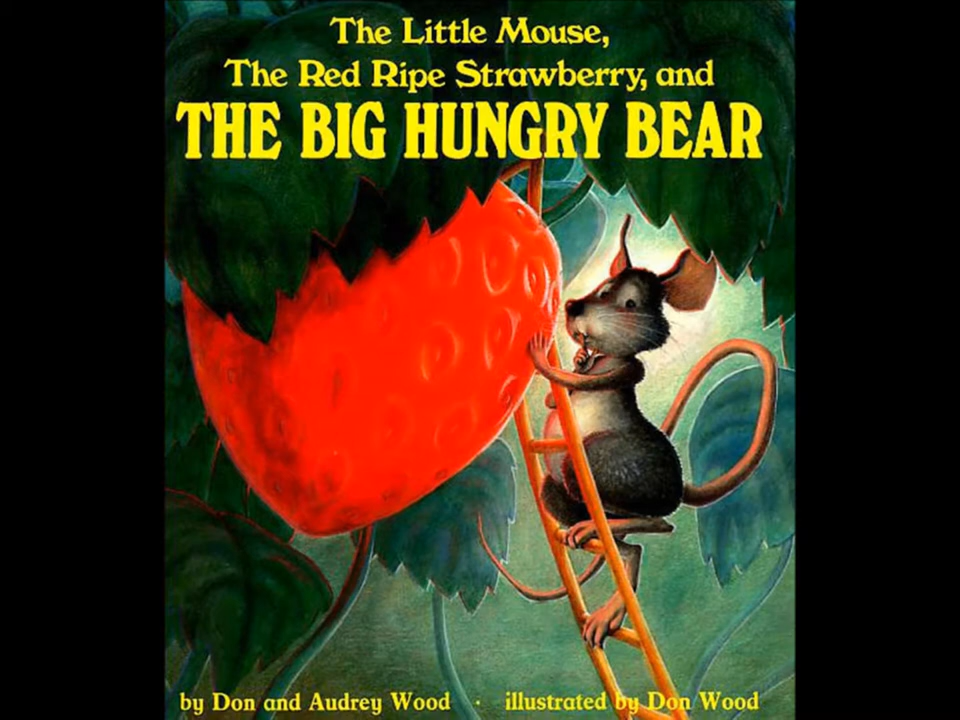 The Little Mouse,
The Red Ripe Strawberry, and
THE BIG HUNGRY BEAR
by Don and Audrey Wood · illustrated by Don Wood